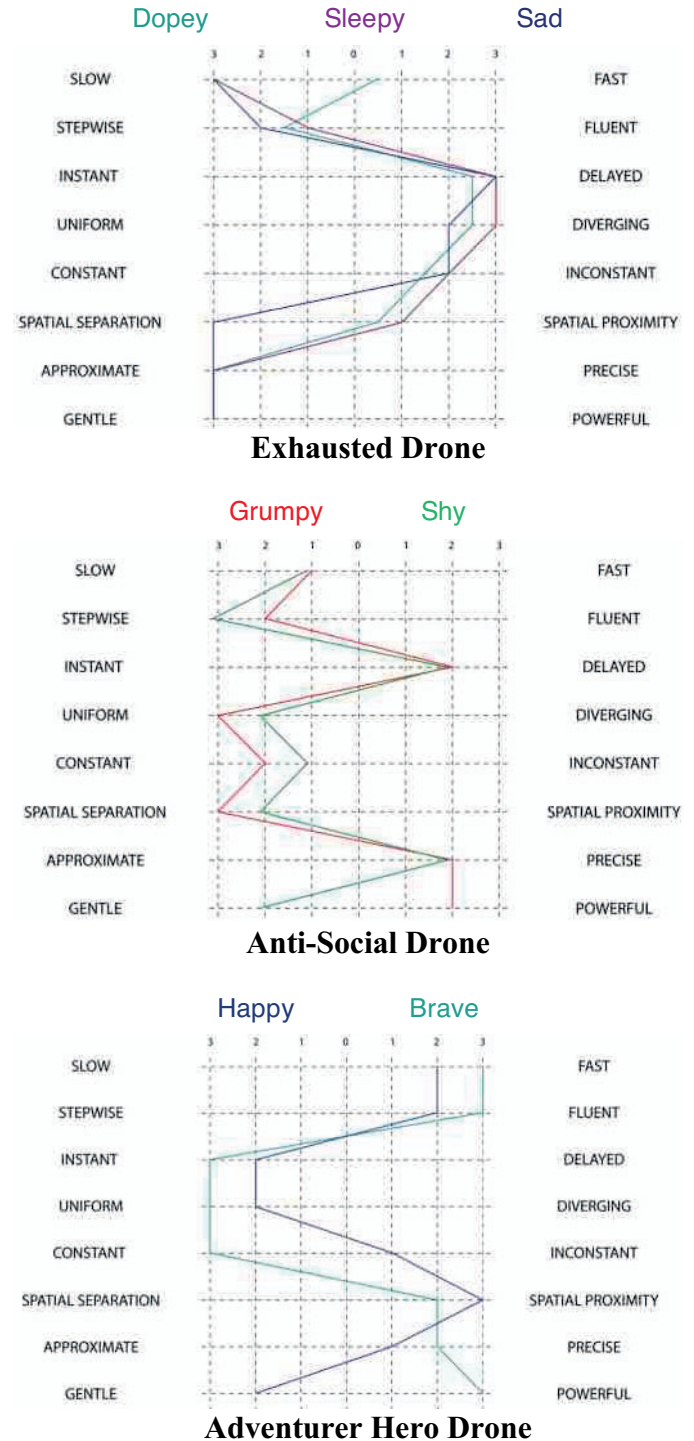 Dopey Sleepy Sad
3 2 1 0 1 2 3
SLOW FAST
STEPWISE FLUENT
INSTANT DELAYED
UNIFORM DIVERGING
CONSTANT INCONSTANT
SPATIAL SEPARATION SPATIAL PROXIMITY
APPROXIMATE PRECISE
GENTLE POWERFUL
Exhausted Drone
Grumpy Shy
3 2 1 0 1 2 3
SLOW FAST
STEPWISE FLUENT
INSTANT DELAYED
UNIFORM DIVERGING
CONSTANT INCONSTANT
SPATIAL SEPARATION SPATIAL PROXIMITY
APPROXIMATE PRECISE
GENTLE POWERFUL
Anti-Social Drone
Happy Brave
3 2 1 0 1 2 3
SLOW FAST
STEPWISE FLUENT
INSTANT DELAYED
UNIFORM DIVERGING
CONSTANT INCONSTANT
SPATIAL SEPARATION SPATIAL PROXIMITY
APPROXIMATE PRECISE
GENTLE POWERFUL
Adventurer Hero Drone